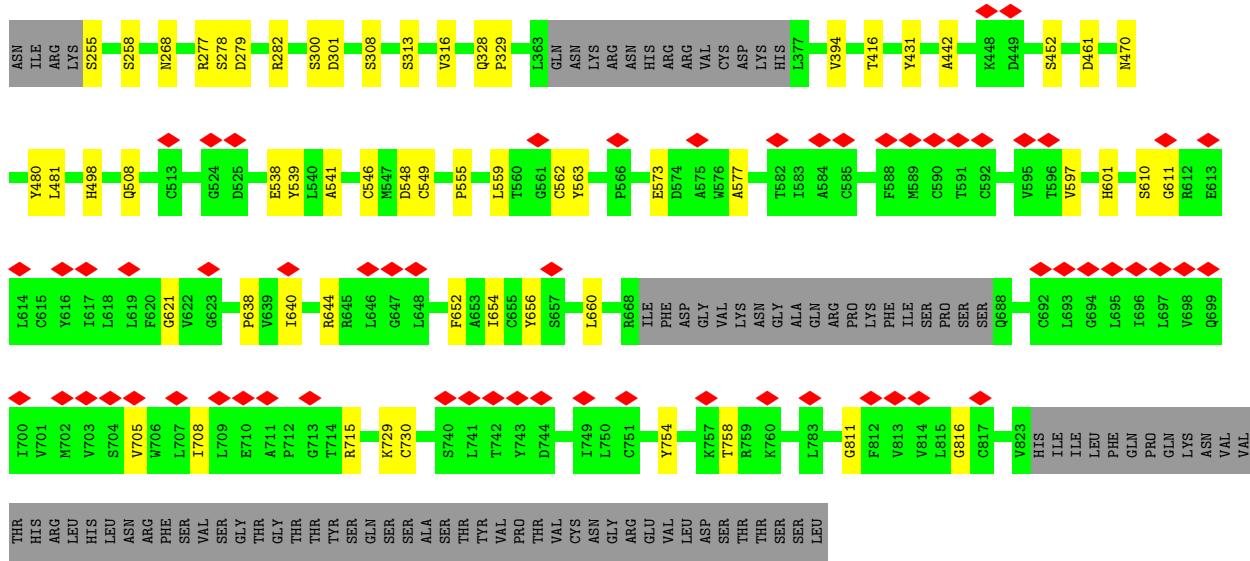 ASN ILE ARG LYS S255 S258 N268 R277 S278 D279 R282 S300 D301 S308 S313 V316 Q328 P329 L363 GLN ASN LYS ARG ASN HIS ARG ARG VAL CYS ASP LYS HIS L377 V394 T416 Y431 A442 K448 D449 S452 D461 N470
Y480 L481 H498 Q508 C513 G524 D525 E538 Y539 L540 A541 C546 M547 D548 C549 P555 L559 T560 G561 C562 Y563 P566 E573 D574 A575 W576 A577 T582 I583 A584 C585 F588 M589 C590 T591 C592 V595 T596 V597 H601 S610 G611 R612 E613
L614 C615 Y616 I617 L618 L619 F620 G621 V622 G623 P638 V639 I640 R644 R645 L646 G647 L648 F652 A653 I654 C655 Y656 S657 L660 R668 ILE PHE ASP GLY VAL LYS ASN GLY ALA GLN ARG PRO LYS PHE ILE SER PRO SER SER Q688 C692 L693 G694 L695 I696 L697 V698 Q699
I700 V701 M702 V703 S704 V705 W706 L707 I708 L709 E710 A711 P712 G713 T714 R715 K729 C730 S740 L741 T742 Y743 D744 I749 L750 C751 Y754 K757 T758 R759 K760 L783 G811 F812 V813 V814 L815 G816 C817 V823 HIS ILE ILE LEU PHE GLN PRO GLN LYS ASN VAL VAL
THR HIS ARG LEU HIS LEU ASN ARG PHE SER VAL SER GLY THR GLY THR THR TYR SER GLN SER SER ALA SER THR TYR VAL PRO THR VAL CYS ASN GLY ARG GLU VAL LEU ASP SER THR THR SER SER LEU